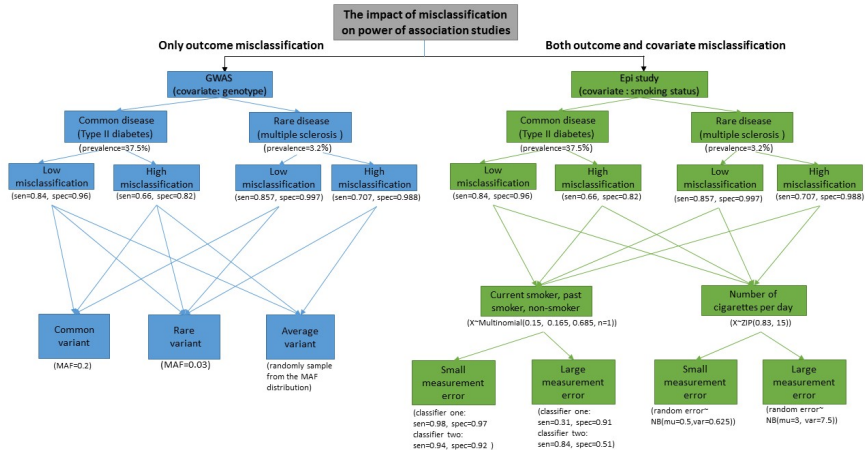 The impact of misclassification
on power of association studies
Only outcome misclassification
Both outcome and covariate misclassification
GWAS
(covariate: genotype)
Epi study
(covariate : smoking status)
Common disease
(Type II diabetes)
(prevalence=37.5%)
Rare disease
(multiple sclerosis )
(prevalence=3.2%)
Common disease
(Type II diabetes)
(prevalence=37.5%)
Rare disease
(multiple sclerosis )
(prevalence=3.2%)
Low
misclassification
(sen=0.84, spec=0.96)
High
misclassification
(sen=0.66, spec=0.82)
Low
misclassification
(sen=0.857, spec=0.997)
High
misclassification
(sen=0.707, spec=0.988)
Low
misclassification
(sen=0.84, spec=0.96)
High
misclassification
(sen=0.66, spec=0.82)
Low
misclassification
(sen=0.857, spec=0.997)
High
misclassification
(sen=0.707, spec=0.988)
Common
variant
(MAF=0.2)
Rare
variant
(MAF=0.03)
Average
variant
(randomly sample
from the MAF
distribution)
Current smoker, past
smoker, non-smoker
(X~Multinomial(0.15, 0.165, 0.685, n=1))
Number of
cigarettes per day
(X~ZIP(0.83, 15))
Small
measurement
error
(classifier one:
sen=0.98, spec=0.97
classifier two:
sen=0.94, spec=0.92 )
Large
measurement
error
(classifier one:
sen=0.31, spec=0.91
classifier two:
sen=0.84, spec=0.51)
Small
measurement
error
(random error~
NB(mu=0.5,var=0.625))
Large
measurement
error
(random error~
NB(mu=3, var=7.5))